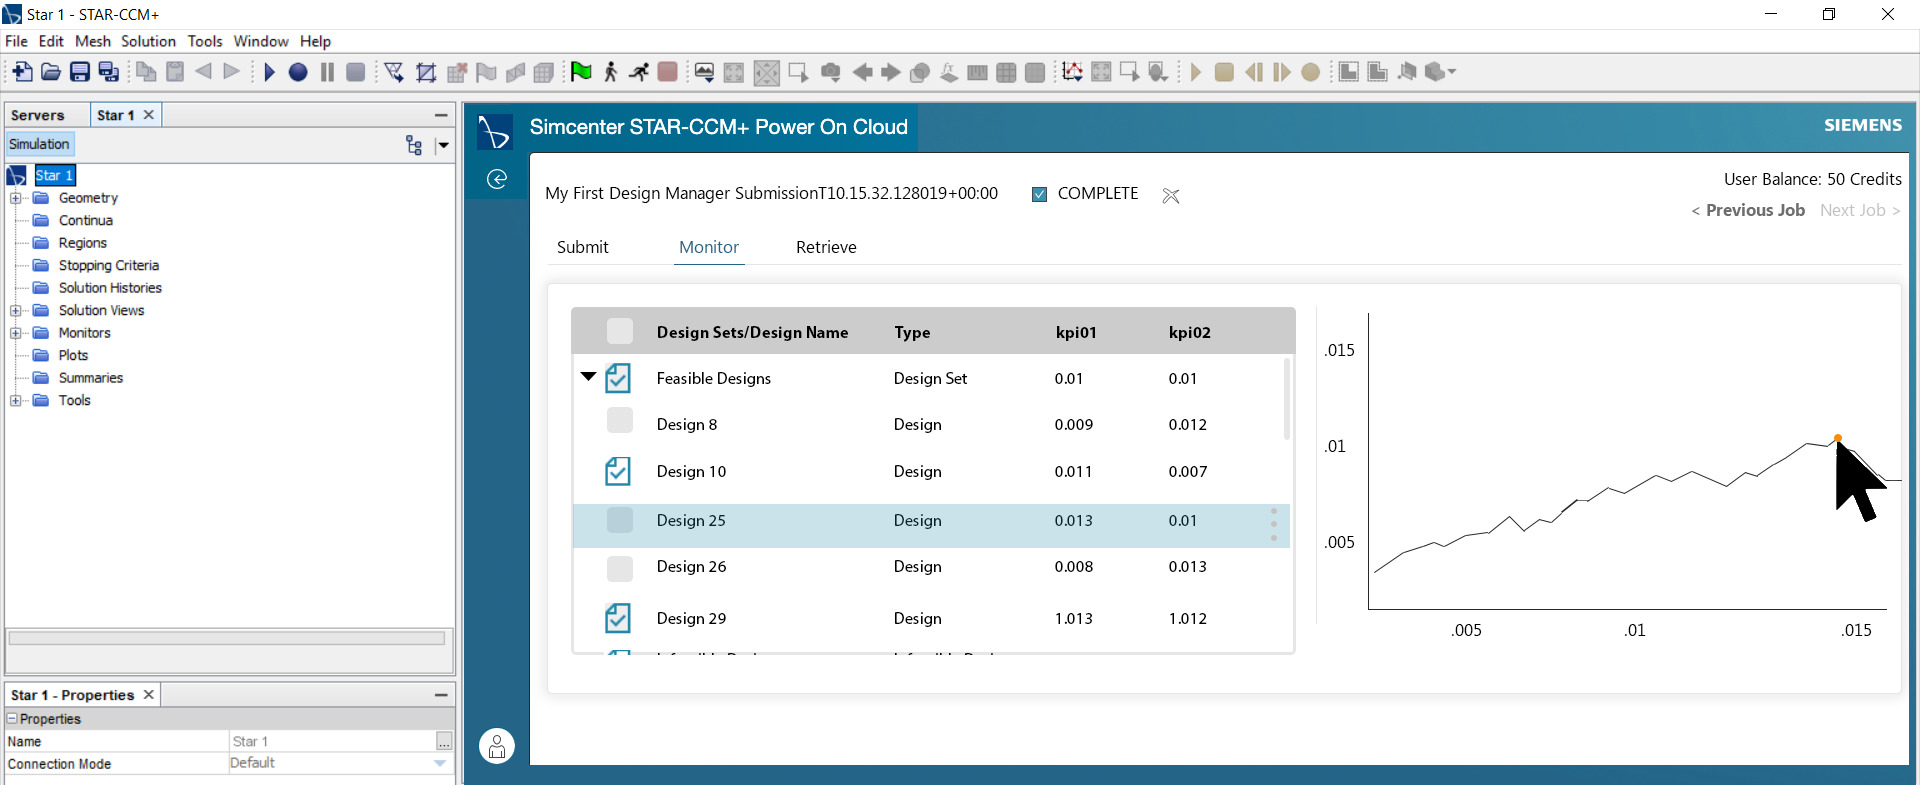 Star 1 - STAR-CCM+
File Edit Mesh Solution Tools Window Help
Servers
Star 1
Simulation
Star 1
Geometry
Continua
Regions
Stopping Criteria
Solution Histories
Solution Views
Monitors
Plots
Summaries
Tools
Star 1 - Properties
Properties
Name Star 1 ...
Connection Mode Default
Simcenter STAR-CCM+ Power On Cloud
SIEMENS
My First Design Manager SubmissionT10.15.32.128019+00:00 COMPLETE
User Balance: 50 Credits
< Previous Job Next Job >
Submit Monitor Retrieve
Design Sets/Design Name Type kpi01 kpi02
Feasible Designs Design Set 0.01 0.01
Design 8 Design 0.009 0.012
Design 10 Design 0.011 0.007
Design 25 Design 0.013 0.01
Design 26 Design 0.008 0.013
Design 29 Design 1.013 1.012
.015
.01
.005
.005 .01 .015